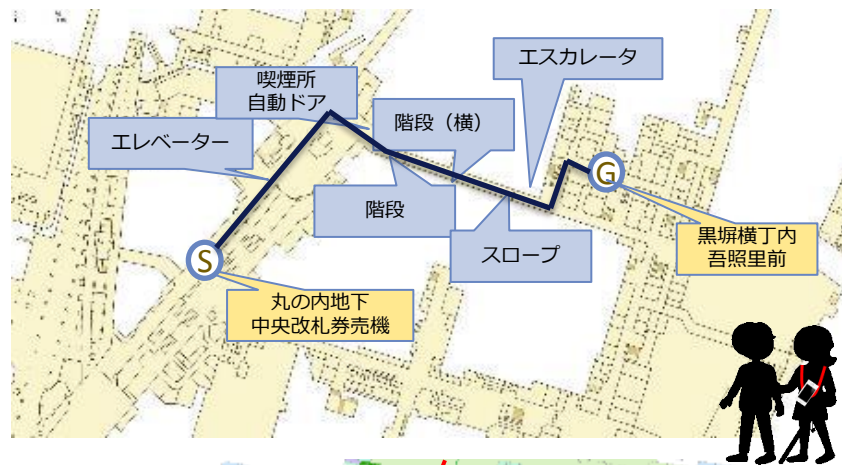 エスカレータ
喫煙所
自動ドア
階段（横）
エレベーター
階段
スロープ
S
G
黒塀横丁内
吾照里前
丸の内地下
中央改札券売機